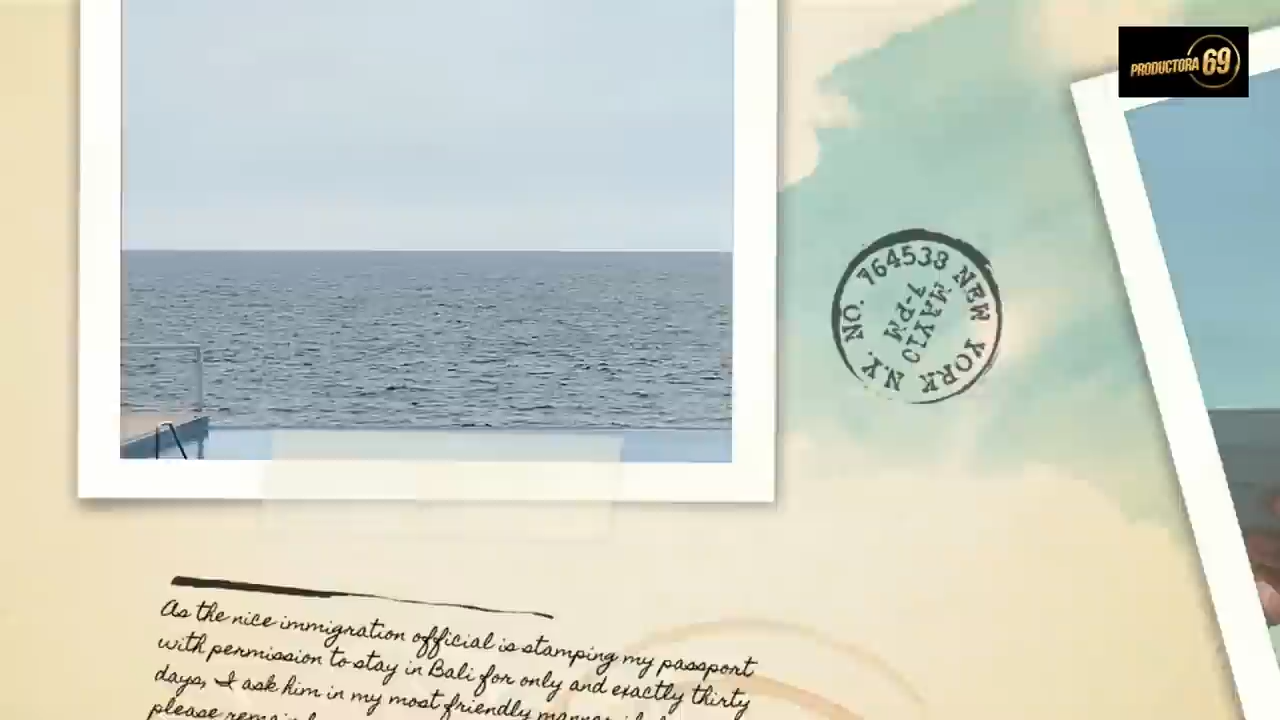 PRODUCTORA 69
NO. 764538 NEW YORK N.Y.
MAY10
7-PM
As the nice immigration official is stamping my passport
with permission to stay in Bali for only and exactly thirty
days, I ask him in my most friendly manner
please